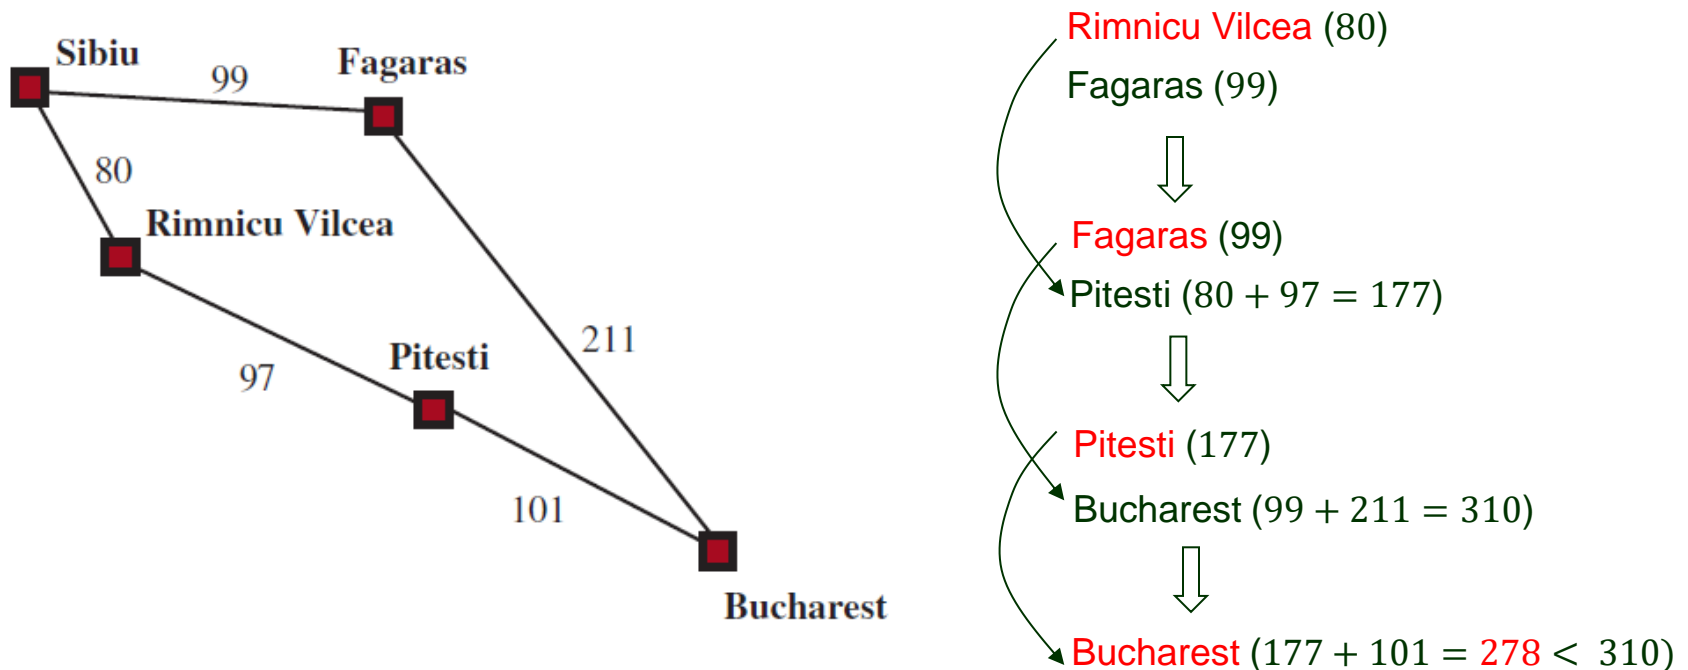 Sibiu
99
Fagaras
80
Rimnicu Vilcea
97
Pitesti
211
101
Bucharest
Rimnicu Vilcea (80)
Fagaras (99)
Fagaras (99)
Pitesti (80 + 97 = 177)
Pitesti (177)
Bucharest (99 + 211 = 310)
Bucharest (177 + 101 = 278 < 310)